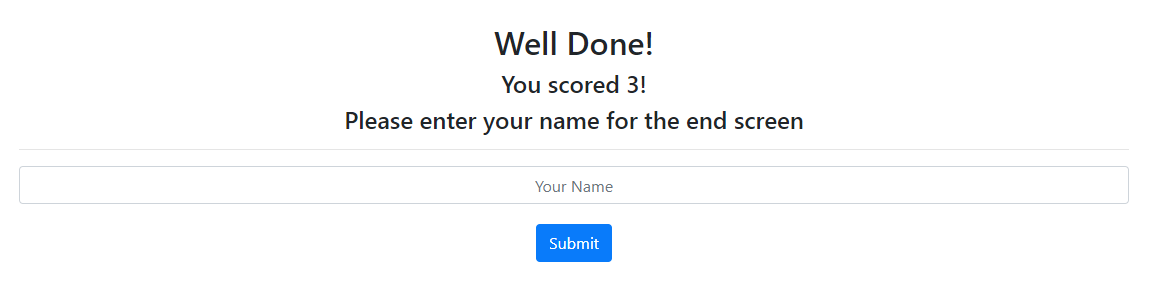 Well Done!
You scored 3!
Please enter your name for the end screen
Your Name
Submit